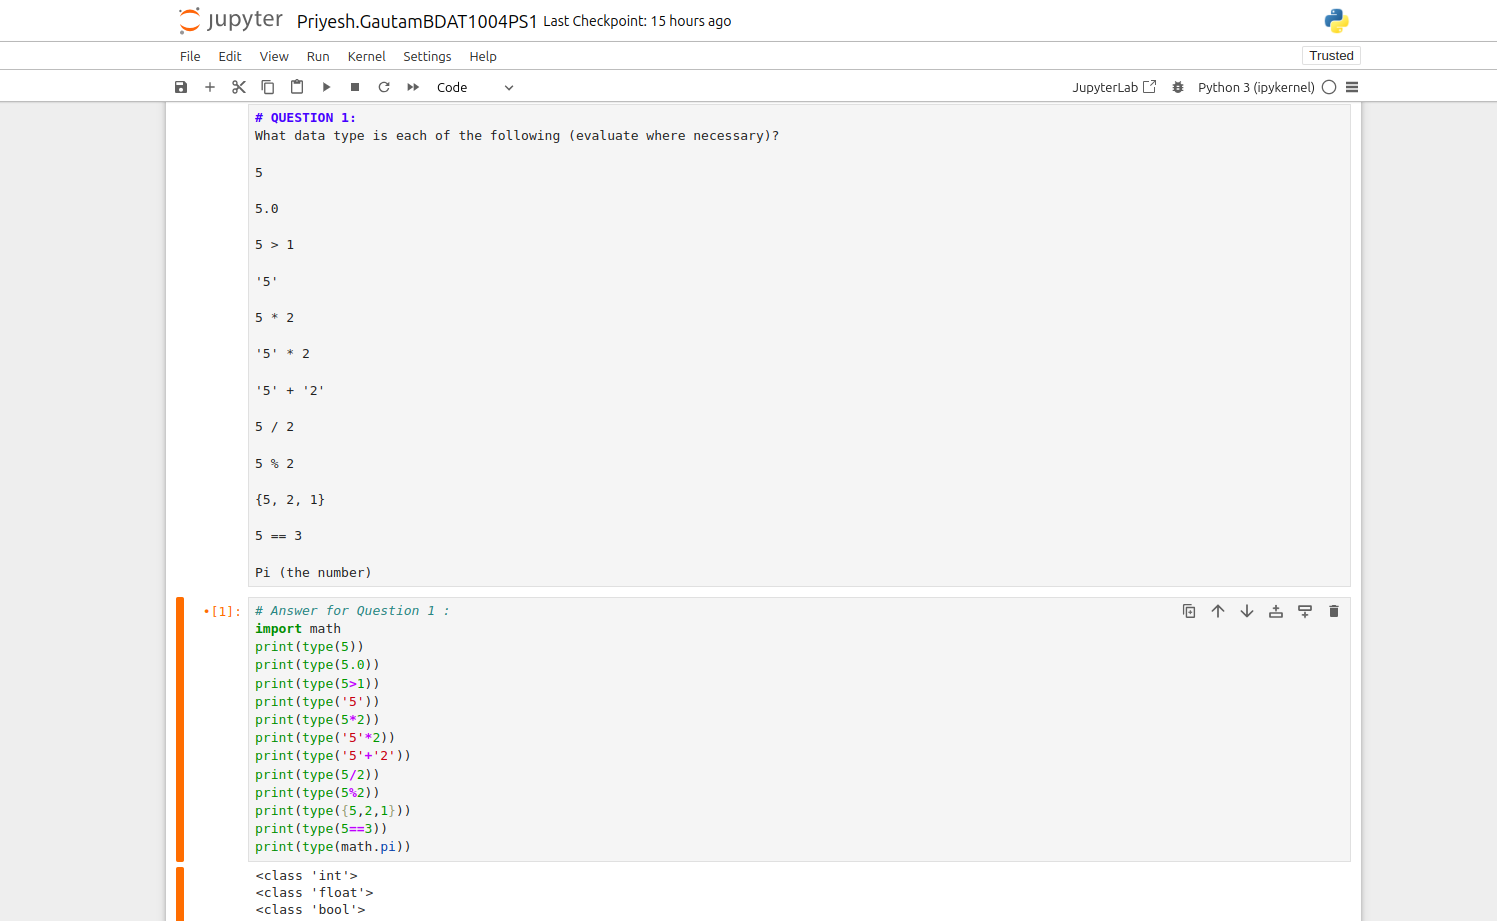 jupyter Priyesh.GautamBDAT1004PS1 Last Checkpoint: 15 hours ago
File Edit View Run Kernel Settings Help Trusted
Code JupyterLab Python 3 (ipykernel)
# QUESTION 1:
What data type is each of the following (evaluate where necessary)?
5
5.0
5 > 1
'5'
5 * 2
'5' * 2
'5' + '2'
5 / 2
5 % 2
{5, 2, 1}
5 == 3
Pi (the number)
•[1]: # Answer for Question 1 :
import math
print(type(5))
print(type(5.0))
print(type(5>1))
print(type('5'))
print(type(5*2))
print(type('5'*2))
print(type('5'+'2'))
print(type(5/2))
print(type(5%2))
print(type({5,2,1}))
print(type(5==3))
print(type(math.pi))
<class 'int'>
<class 'float'>
<class 'bool'>